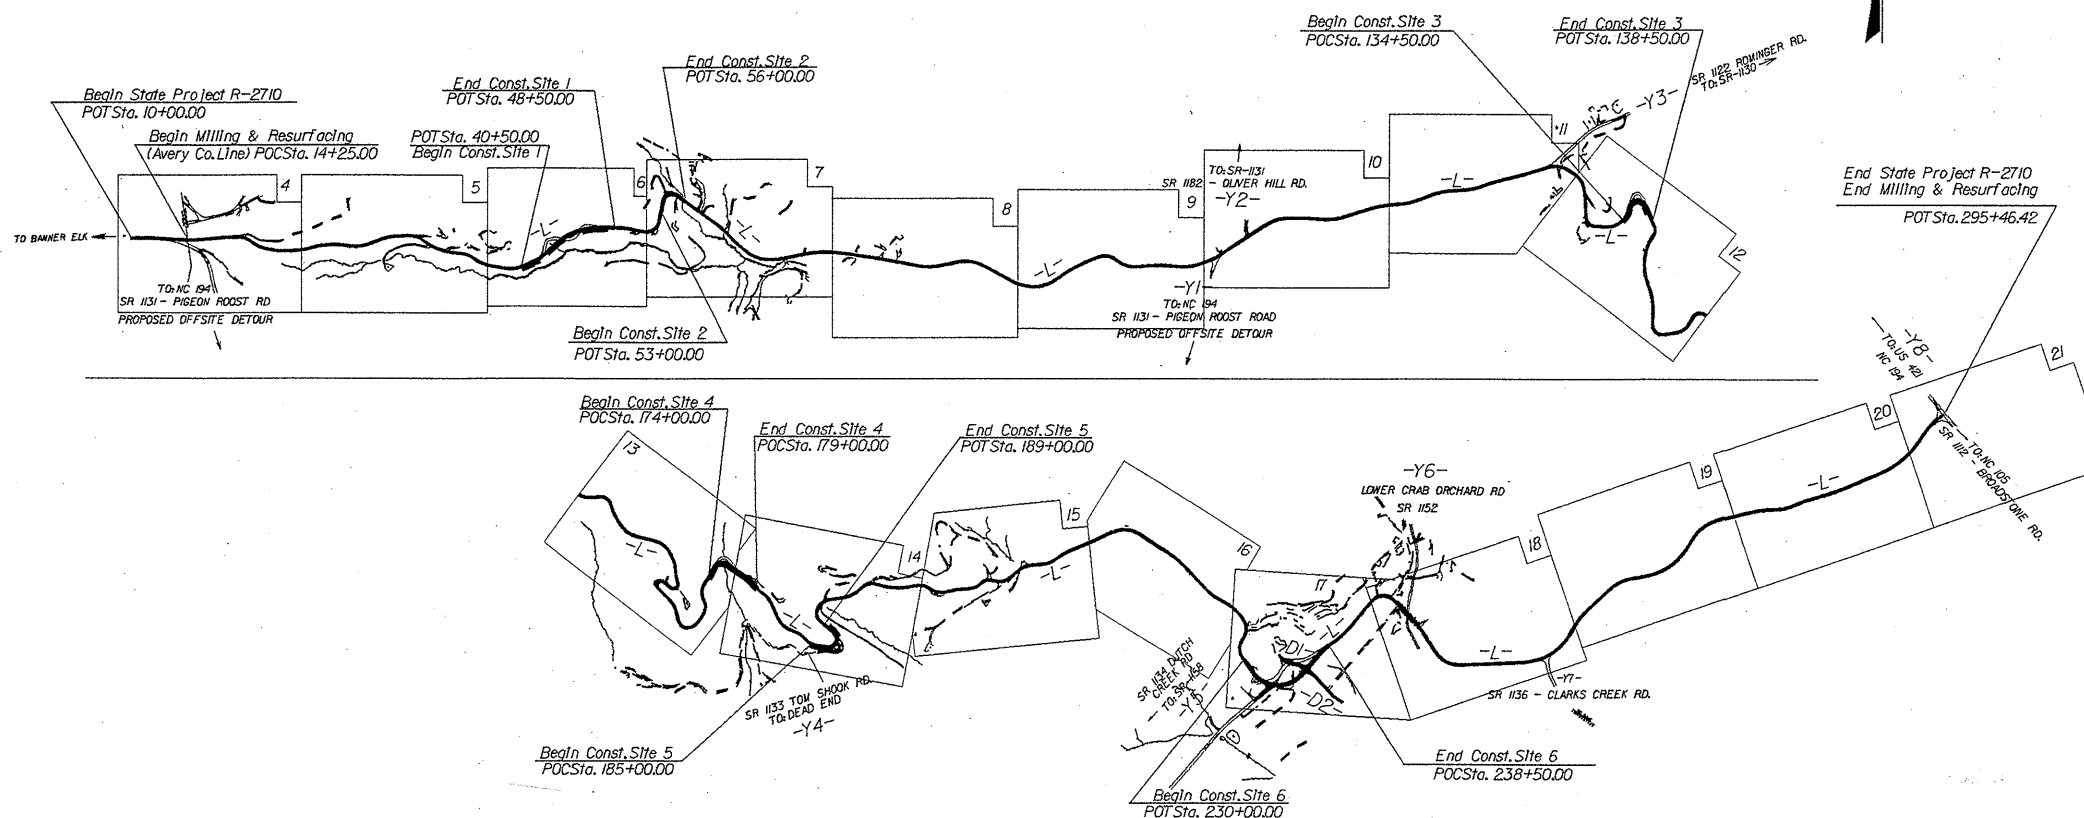 Begin Const. Site 3
POCSta. 134+50.00
End Const. Site 3
POTSta. 138+50.00
SR 1122 ROMINGER RD.
TO: SR-1130
-Y3-
End Const. Site 2
POTSta. 56+00.00
End Const. Site 1
POTSta. 48+50.00
Begin State Project R-2710
POTSta. 10+00.00
Begin Milling & Resurfacing
(Avery Co. Line) POCSta. 14+25.00
POTSta. 40+50.00
Begin Const. Site 1
4
5
6
7
8
9
10
11
12
TO: SR-1131
SR 1182 - OLIVER HILL RD.
-Y2-
-L-
-L-
-L-
-L-
-L-
End State Project R-2710
End Milling & Resurfacing
POTSta. 295+46.42
TO BANNER ELK
TO: NC 194
SR 1131 - PIGEON ROOST RD
PROPOSED OFFSITE DETOUR
Begin Const. Site 2
POTSta. 53+00.00
-Y1-
TO: NC 194
SR 1131 - PIGEON ROOST ROAD
PROPOSED OFFSITE DETOUR
-Y8-
TO: US 421
NC 194
21
20
19
18
Begin Const. Site 4
POCSta. 174+00.00
End Const. Site 4
POCSta. 179+00.00
End Const. Site 5
POTSta. 189+00.00
13
14
15
16
17
-Y6-
LOWER CRAB ORCHARD RD
SR 1152
TO: NC 105
SR 1112 - BROADSTONE RD.
-L-
-L-
-L-
-L-
-L-
-L-
-D1-
-D2-
SR 1134 DUTCH
CREEK RD
TO: SR-1158
-Y5-
SR 1133 TOM SHOOK RD.
TO: DEAD END
-Y4-
-Y7-
SR 1136 - CLARKS CREEK RD.
Begin Const. Site 5
POCSta. 185+00.00
End Const. Site 6
POCSta. 238+50.00
Begin Const. Site 6
POTSta. 230+00.00